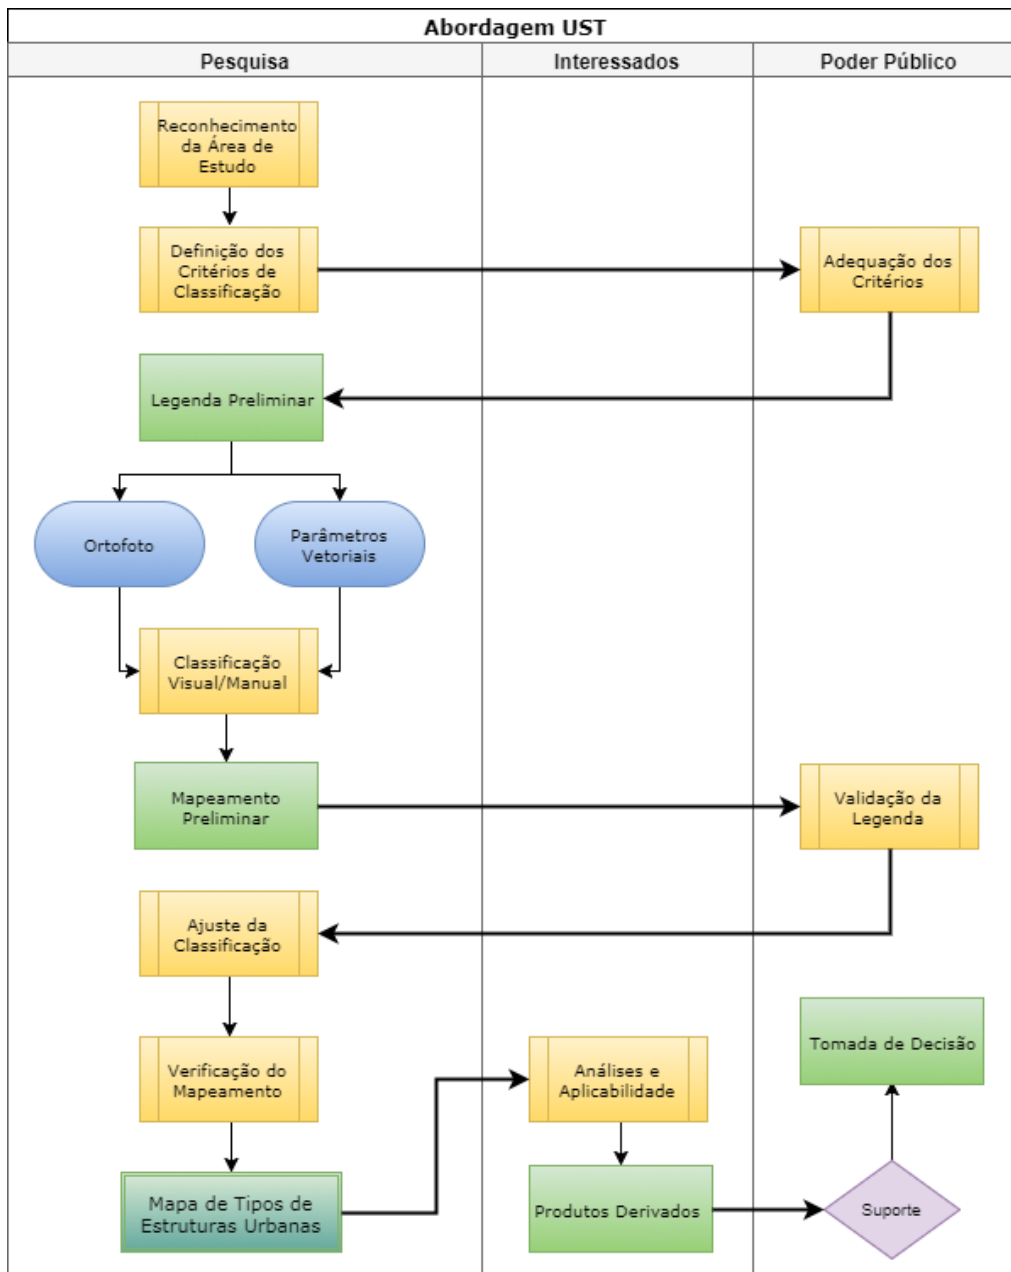 Abordagem UST
Pesquisa
Interessados
Poder Público
Reconhecimento
da Área de
Estudo
Definição dos
Critérios de
Classificação
Adequação dos
Critérios
Legenda Preliminar
Ortofoto
Parâmetros
Vetoriais
Classificação
Visual/Manual
Mapeamento
Preliminar
Validação da
Legenda
Ajuste da
Classificação
Verificação do
Mapeamento
Análises e
Aplicabilidade
Tomada de Decisão
Mapa de Tipos de
Estruturas Urbanas
Produtos Derivados
Suporte